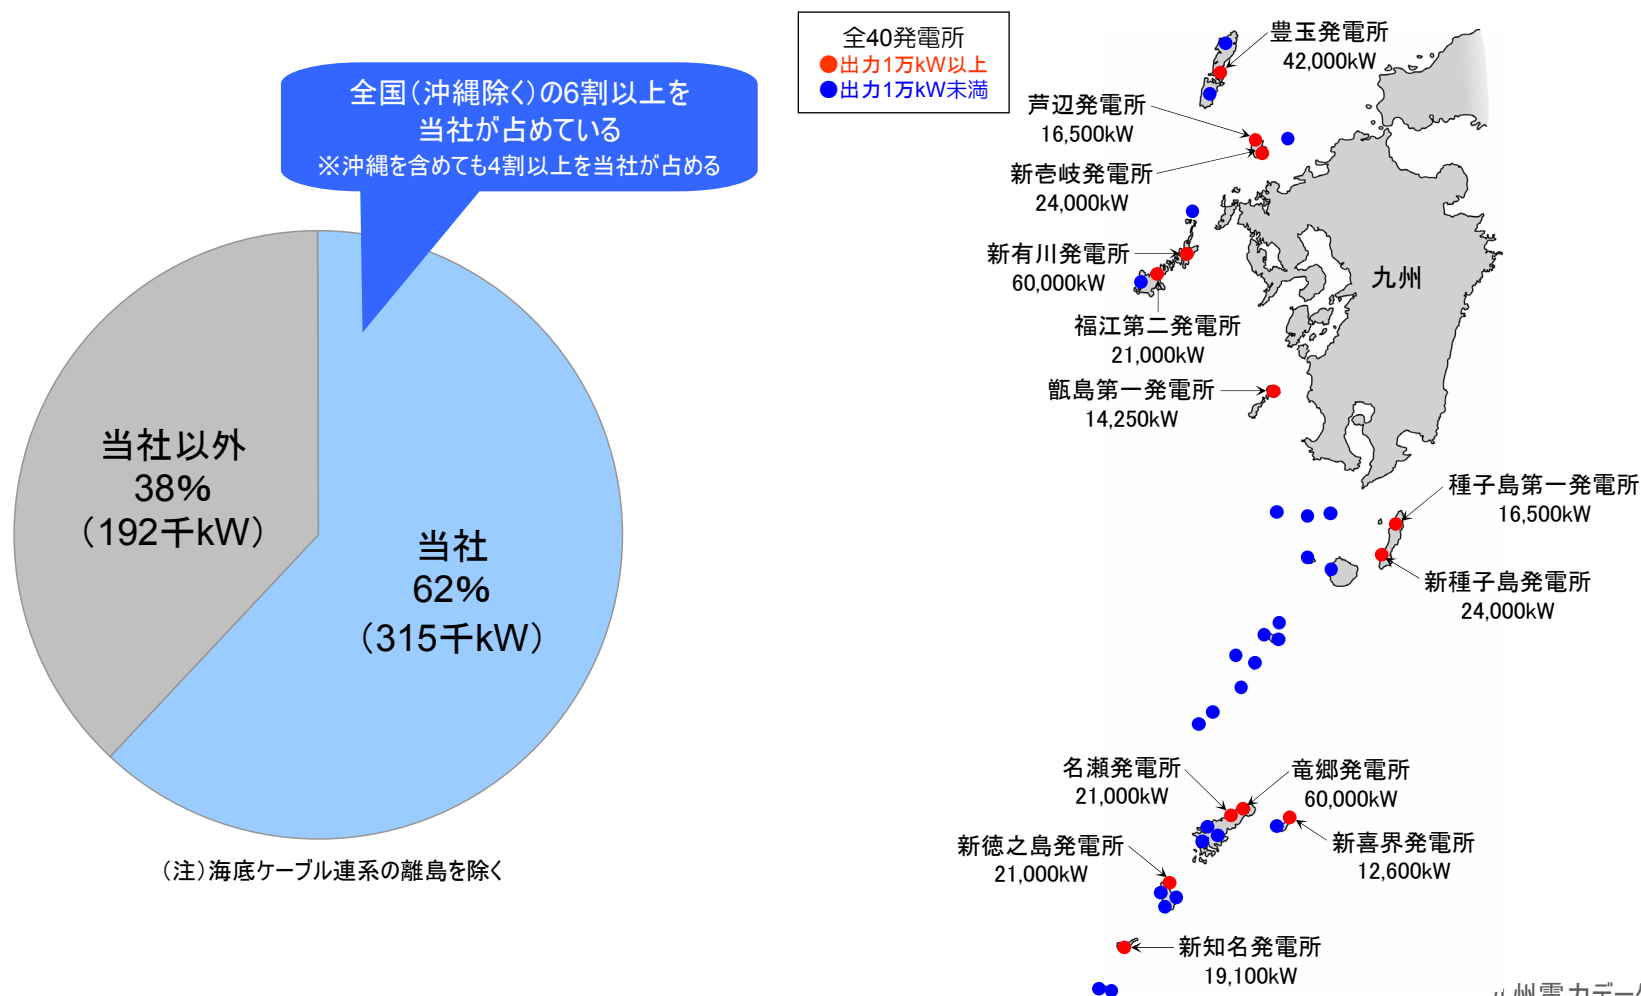 全国（沖縄除く）の6割以上を
当社が占めている
※沖縄を含めても4割以上を当社が占める
当社以外
38%
（192千kW）
当社
62%
（315千kW）
（注）海底ケーブル連系の離島を除く
全40発電所
●出力1万kW以上
●出力1万kW未満
豊玉発電所
42,000kW
芦辺発電所
16,500kW
新壱岐発電所
24,000kW
新有川発電所
60,000kW
福江第二発電所
21,000kW
九州
甑島第一発電所
14,250kW
種子島第一発電所
16,500kW
新種子島発電所
24,000kW
名瀬発電所
21,000kW
竜郷発電所
60,000kW
新喜界発電所
12,600kW
新徳之島発電所
21,000kW
新知名発電所
19,100kW